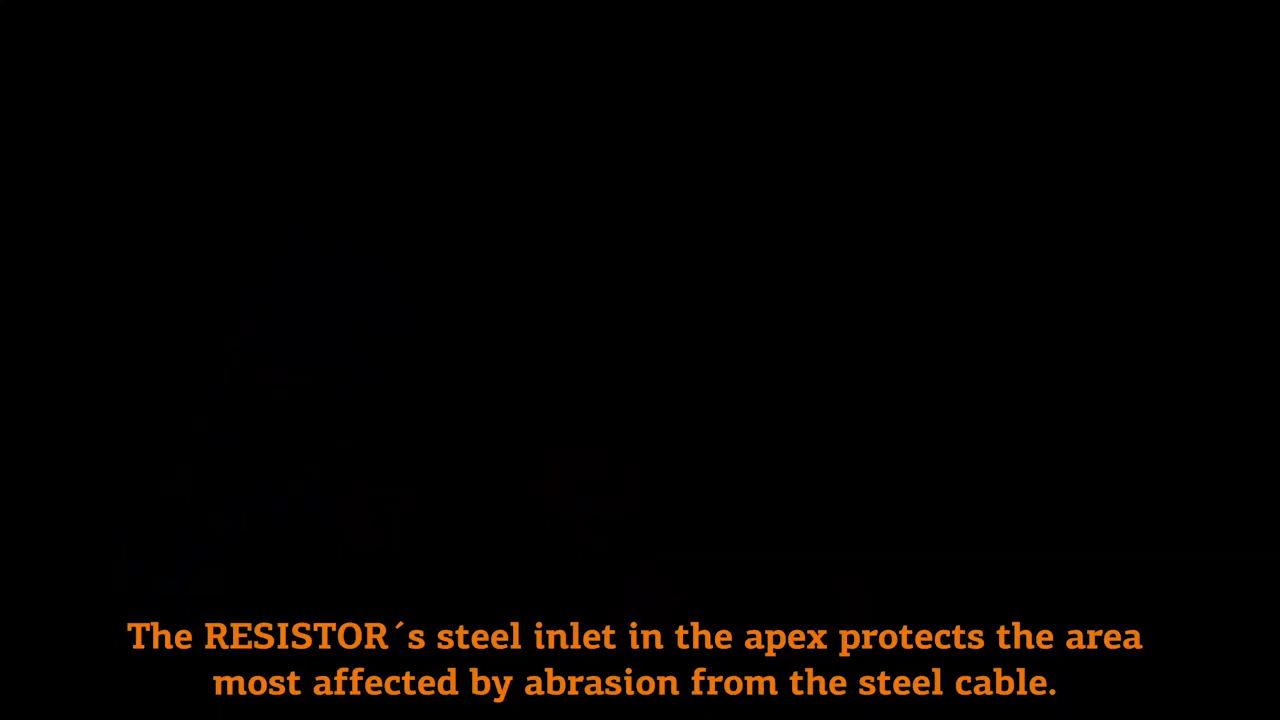 The RESISTOR´s steel inlet in the apex protects the area
most affected by abrasion from the steel cable.